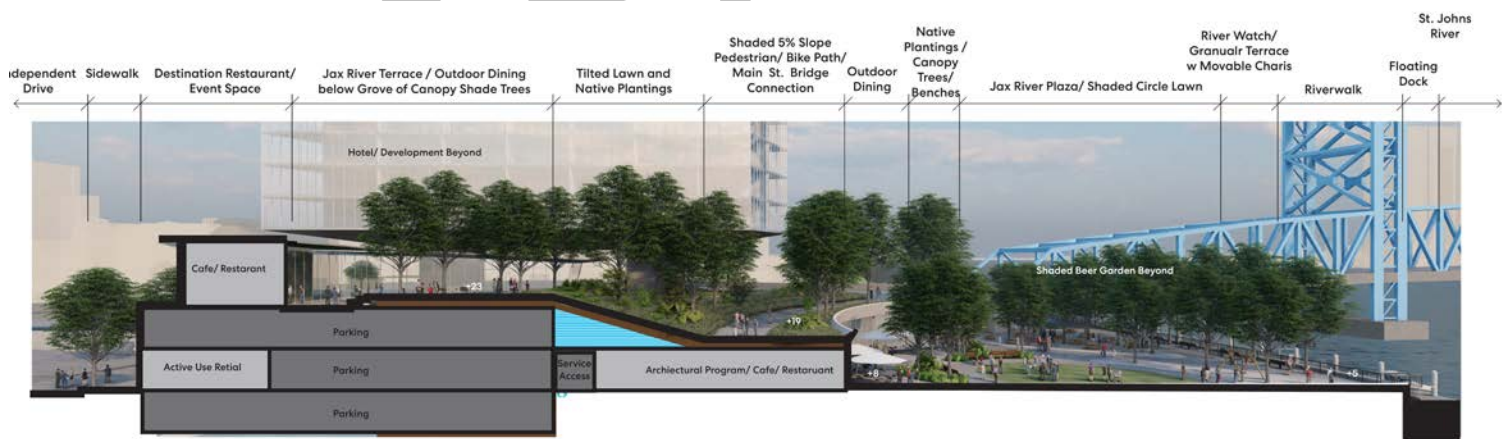 dependent
Drive
Sidewalk
Destination Restaurant/
Event Space
Jax River Terrace / Outdoor Dining
below Grove of Canopy Shade Trees
Tilted Lawn and
Native Plantings
Shaded 5% Slope
Pedestrian/ Bike Path/
Main St. Bridge
Connection
Outdoor
Dining
Native
Plantings /
Canopy
Trees/
Benches
Jax River Plaza/ Shaded Circle Lawn
River Watch/
Granualr Terrace
w Movable Charis
Riverwalk
Floating
Dock
St. Johns
River
Hotel/ Development Beyond
Cafe/ Restarant
+23
Shaded Beer Garden Beyond
+19
Parking
Active Use Retial
Parking
Service
Access
Archiectural Program/ Cafe/ Restoruant
+8
+5
Parking